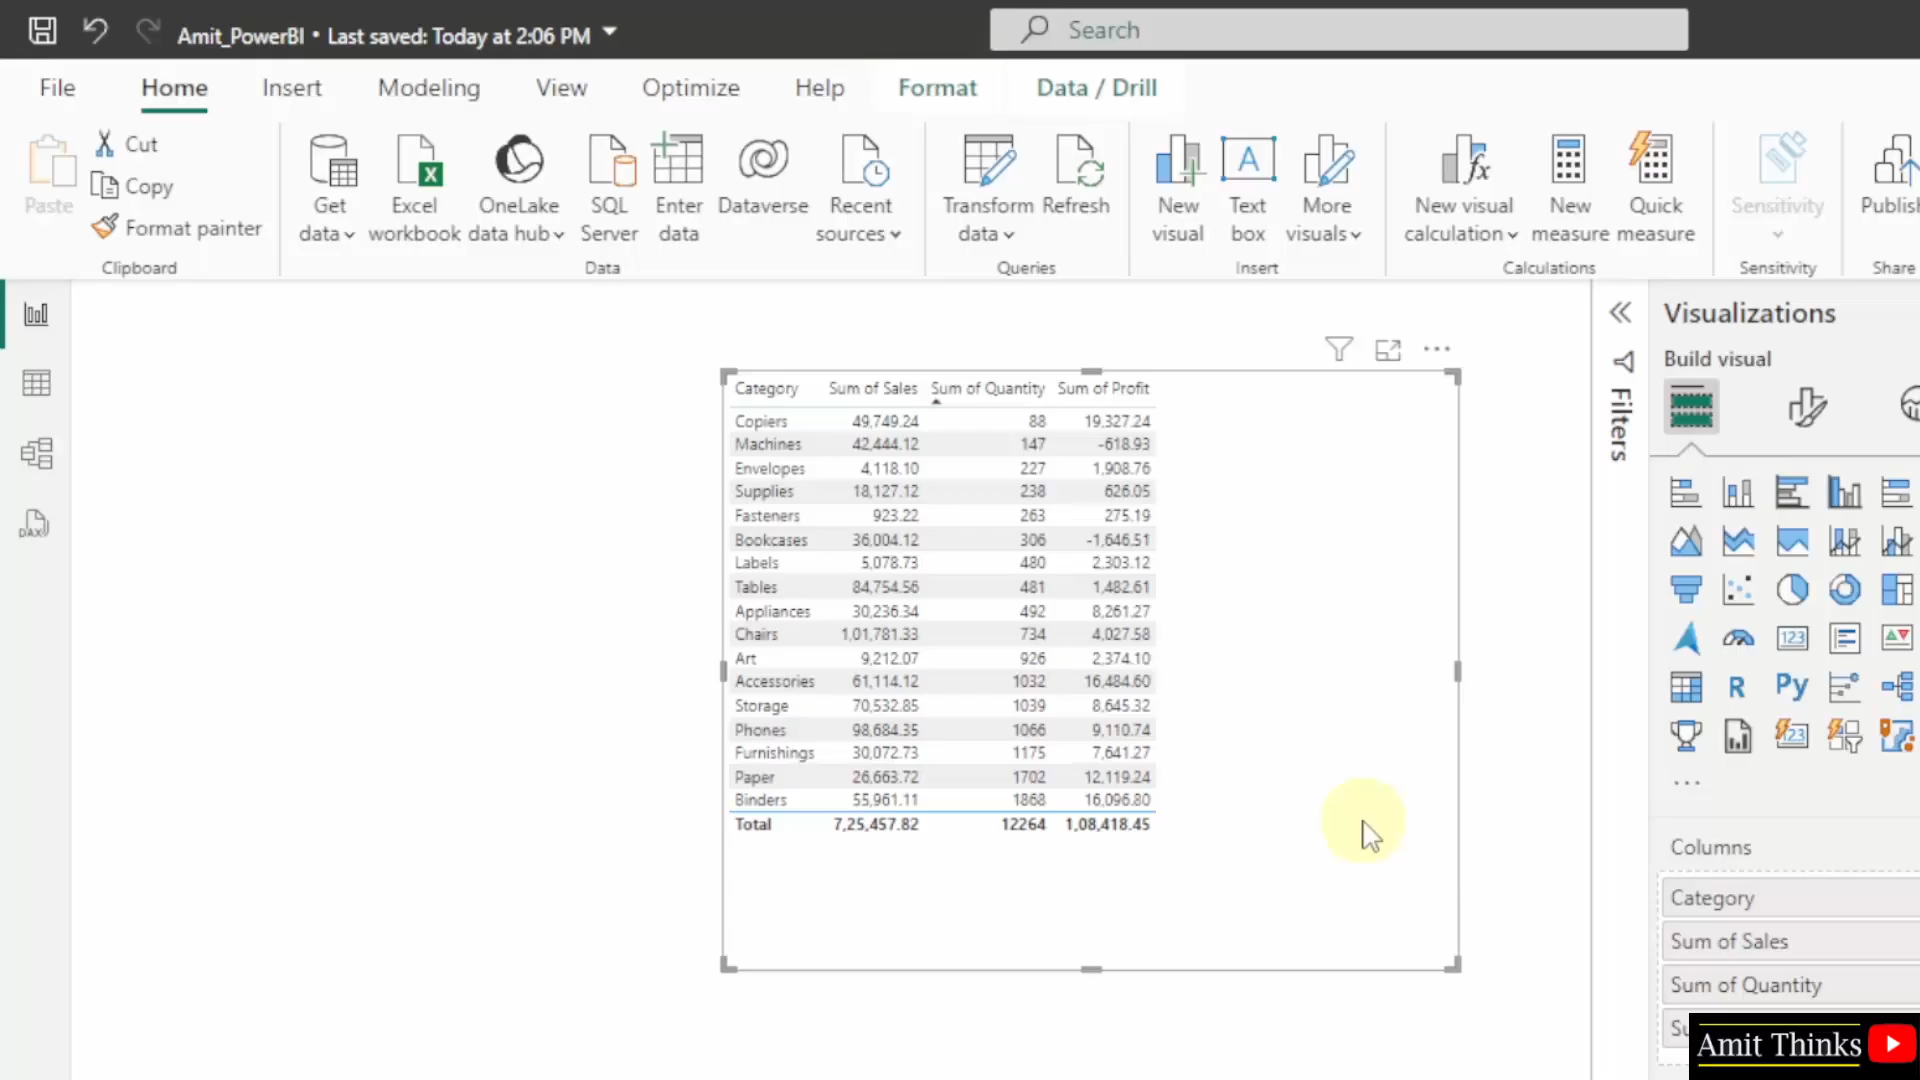 Amit_PowerBI • Last saved: Today at 2:06 PM
Search
File Home Insert Modeling View Optimize Help Format Data / Drill
Paste
Cut
Copy
Format painter
Clipboard
Get data
Excel workbook
OneLake data hub
SQL Server
Enter data
Dataverse
Recent sources
Data
Transform data
Refresh
Queries
New visual
Text box
More visuals
Insert
New visual calculation
New measure
Quick measure
Calculations
Sensitivity
Sensitivity
Publish
Share
DAX
Category Sum of Sales Sum of Quantity Sum of Profit
Copiers 49,749.24 88 19,327.24
Machines 42,444.12 147 -618.93
Envelopes 4,118.10 227 1,908.76
Supplies 18,127.12 238 626.05
Fasteners 923.22 263 275.19
Bookcases 36,004.12 306 -1,646.51
Labels 5,078.73 480 2,303.12
Tables 84,754.56 481 1,482.61
Appliances 30,236.34 492 8,261.27
Chairs 1,01,781.33 734 4,027.58
Art 9,212.07 926 2,374.10
Accessories 61,114.12 1032 16,484.60
Storage 70,532.85 1039 8,645.32
Phones 98,684.35 1066 9,110.74
Furnishings 30,072.73 1175 7,641.27
Paper 26,663.72 1702 12,119.24
Binders 55,961.11 1868 16,096.80
Total 7,25,457.82 12264 1,08,418.45
Filters
Visualizations
Build visual
123
R Py
123
Columns
Category
Sum of Sales
Sum of Quantity
Amit Thinks